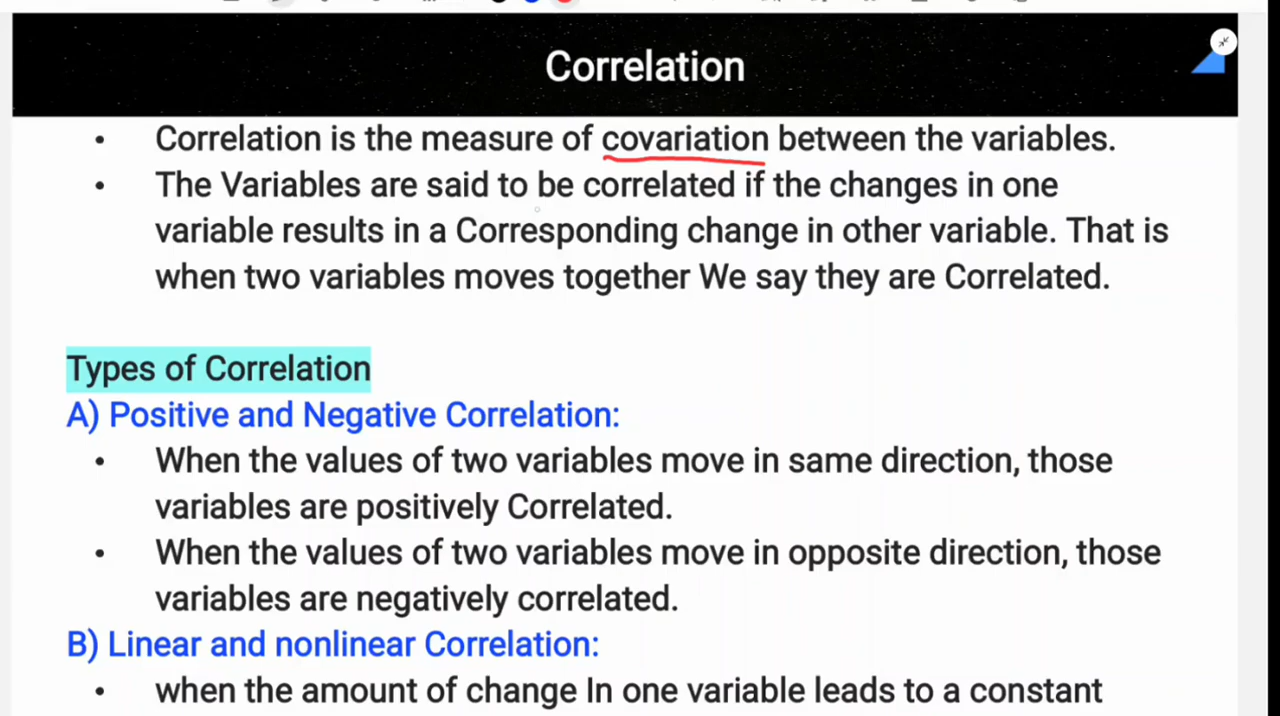 Correlation
• Correlation is the measure of covariation between the variables.
• The Variables are said to be correlated if the changes in one
variable results in a Corresponding change in other variable. That is
when two variables moves together We say they are Correlated.
Types of Correlation
A) Positive and Negative Correlation:
• When the values of two variables move in same direction, those
variables are positively Correlated.
• When the values of two variables move in opposite direction, those
variables are negatively correlated.
B) Linear and nonlinear Correlation:
• when the amount of change In one variable leads to a constant